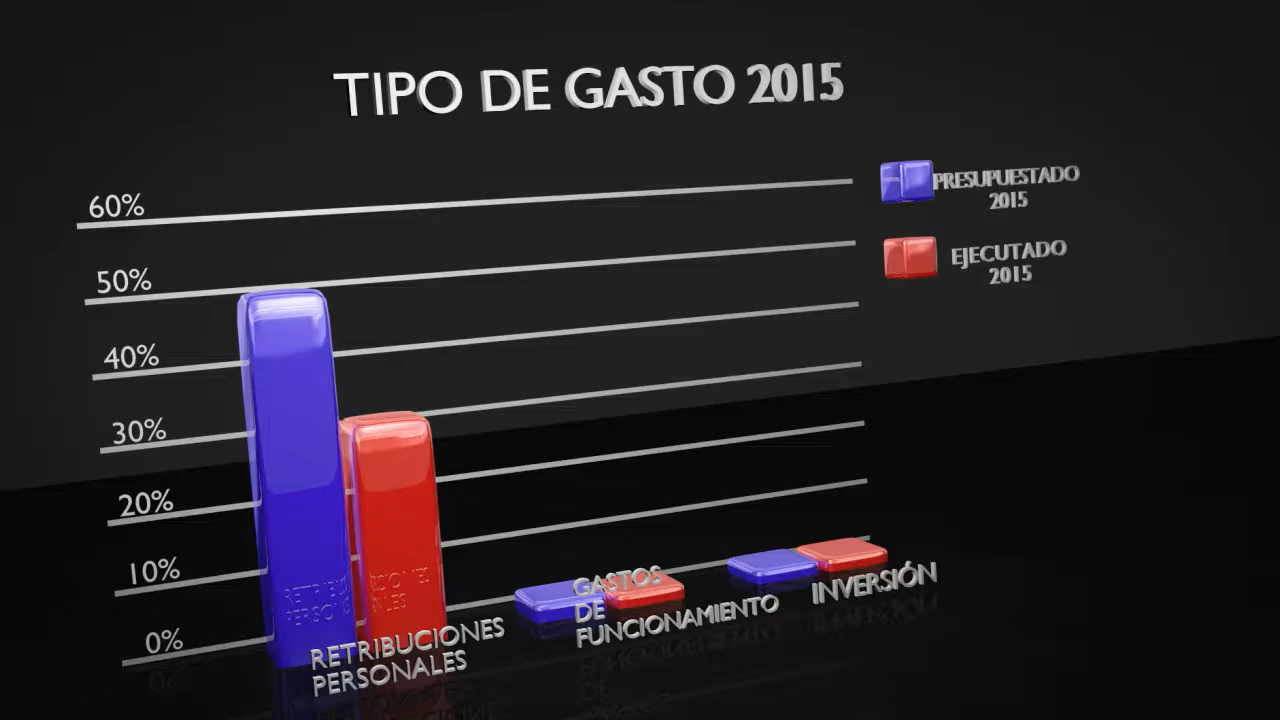 TIPO DE GASTO 2015
60%
50%
40%
30%
20%
10%
0%
PRESUPUESTADO
2015
EJECUTADO
2015
RETRIBUCIONES
PERSONALES
GASTOS
DE
FUNCIONAMIENTO
INVERSIÓN